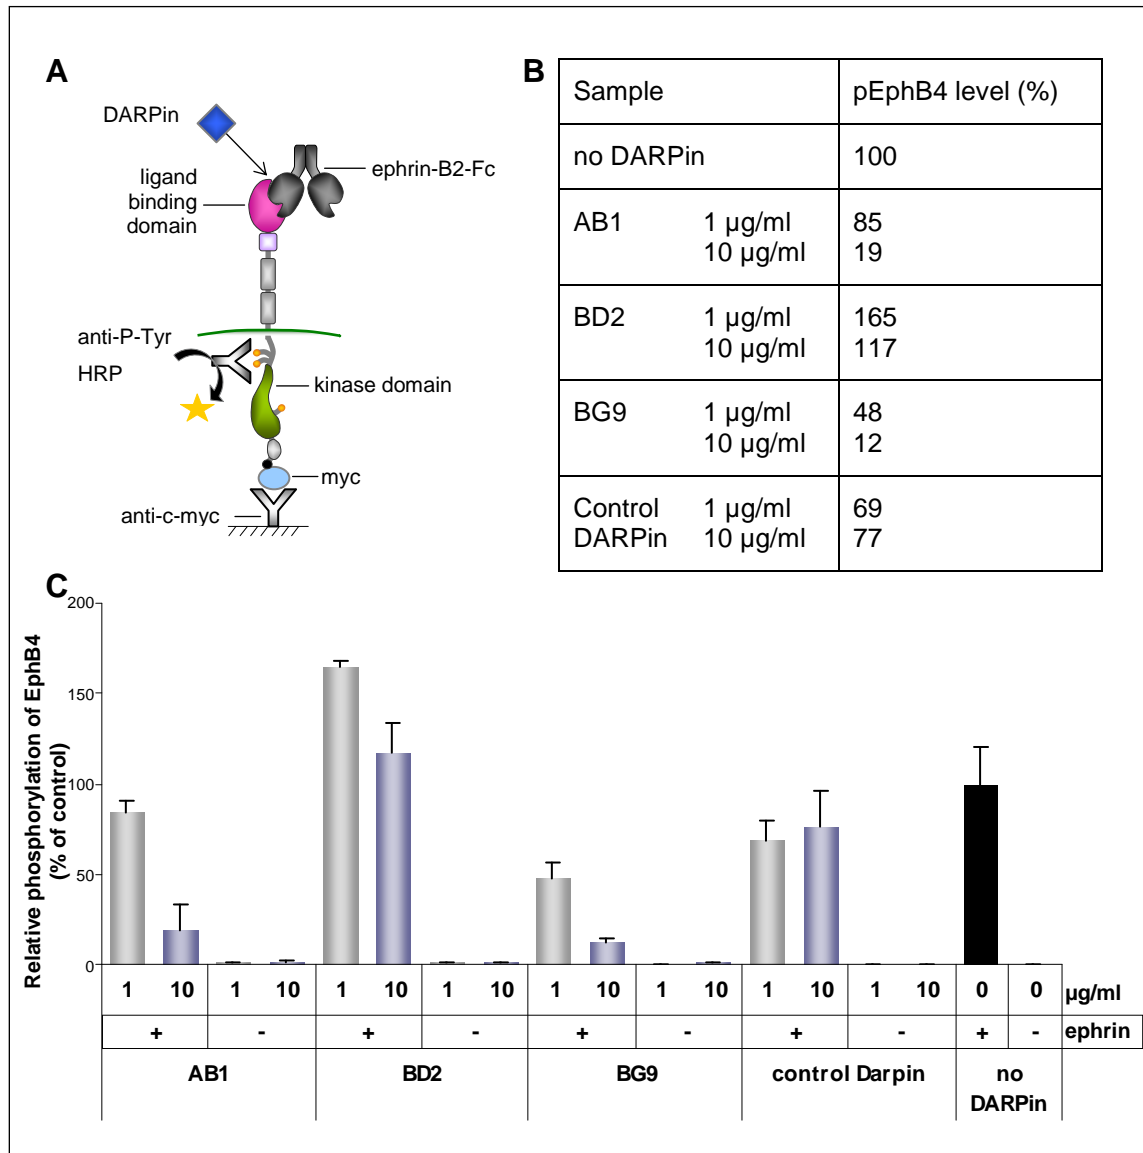 A
DARPin
ephrin-B2-Fc
ligand
binding
domain
anti-P-Tyr
HRP
kinase domain
myc
anti-c-myc
B
Sample pEphB4 level (%)
no DARPin 100
AB1 1 µg/ml 85
10 µg/ml 19
BD2 1 µg/ml 165
10 µg/ml 117
BG9 1 µg/ml 48
10 µg/ml 12
Control 1 µg/ml 69
DARPin 10 µg/ml 77
C
Relative phosphorylation of EphB4
(% of control)
200
150
100
50
0
1 10 1 10 1 10 1 10 1 10 1 10 1 10 1 10 0 0 µg/ml
+ - + - + - + - + - ephrin
AB1 BD2 BG9 control Darpin no
DARPin